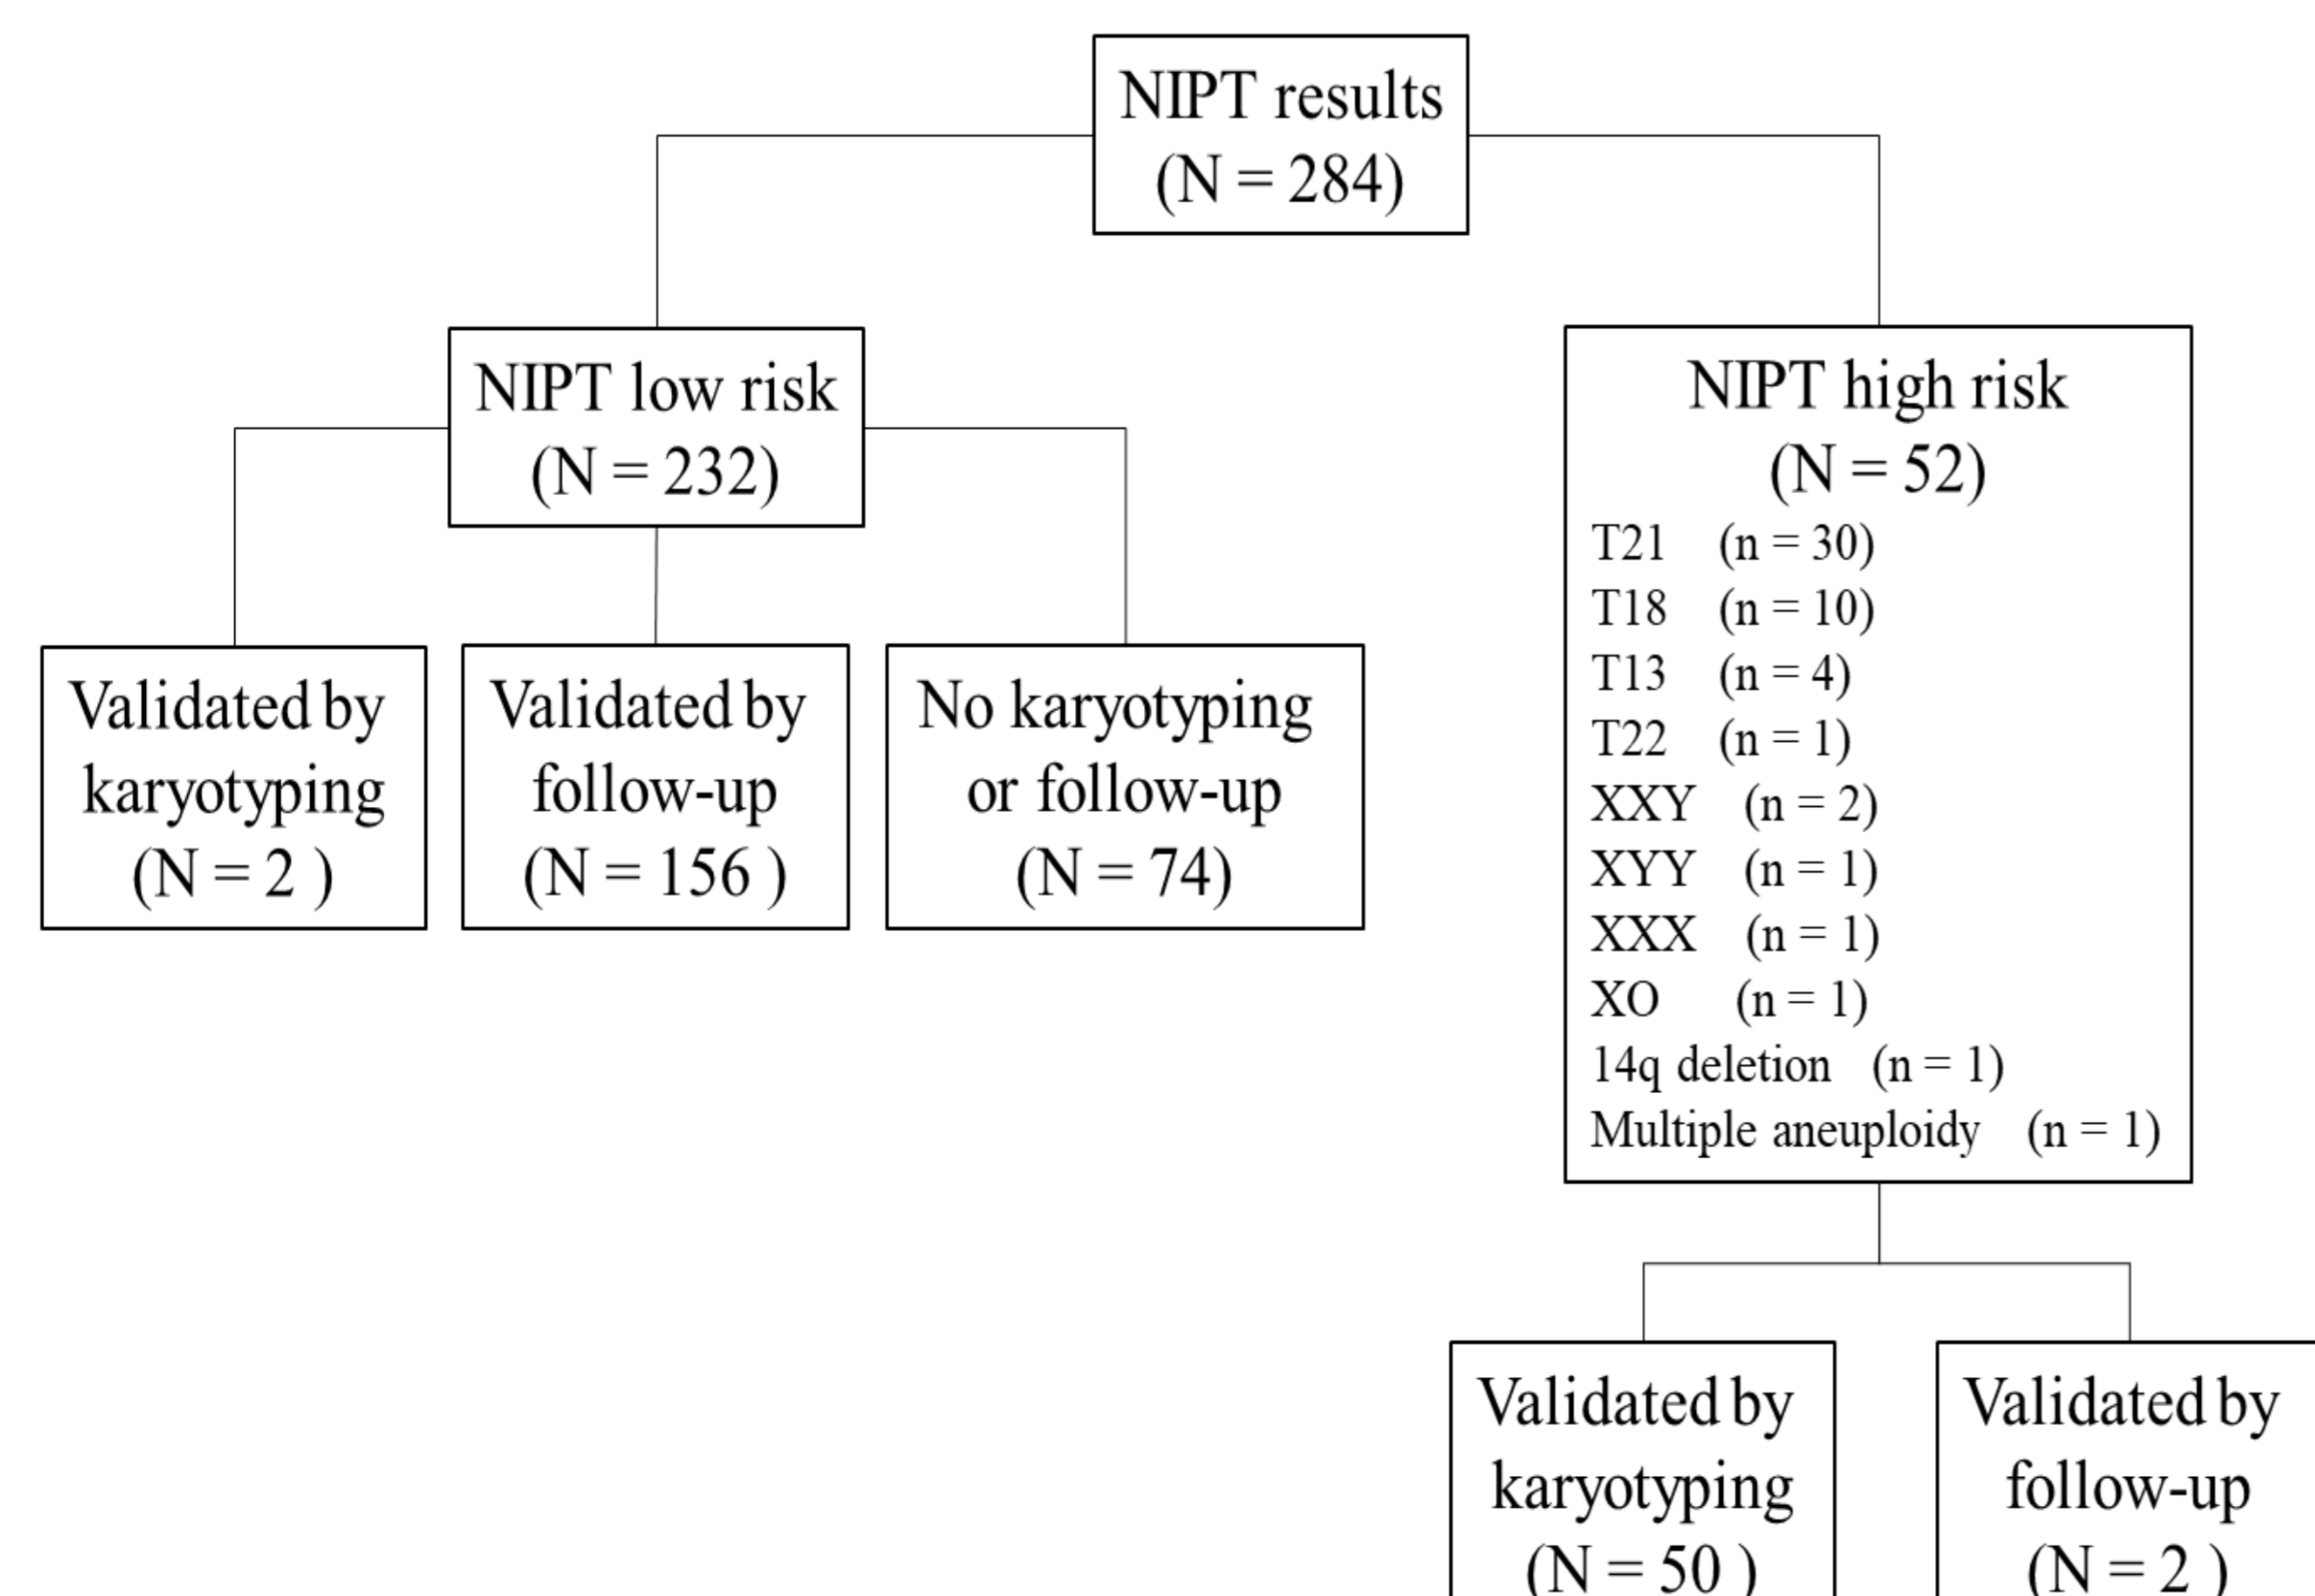 NIPT results
(N = 284)
NIPT low risk
(N = 232)
Validated by
karyotyping
(N = 2 )
Validated by
follow-up
(N = 156 )
No karyotyping
or follow-up
(N = 74)
NIPT high risk
(N = 52)
T21 (n = 30)
T18 (n = 10)
T13 (n = 4)
T22 (n = 1)
XXY (n = 2)
XYY (n = 1)
XXX (n = 1)
XO (n = 1)
14q deletion (n = 1)
Multiple aneuploidy (n = 1)
Validated by
karyotyping
(N = 50 )
Validated by
follow-up
(N = 2 )